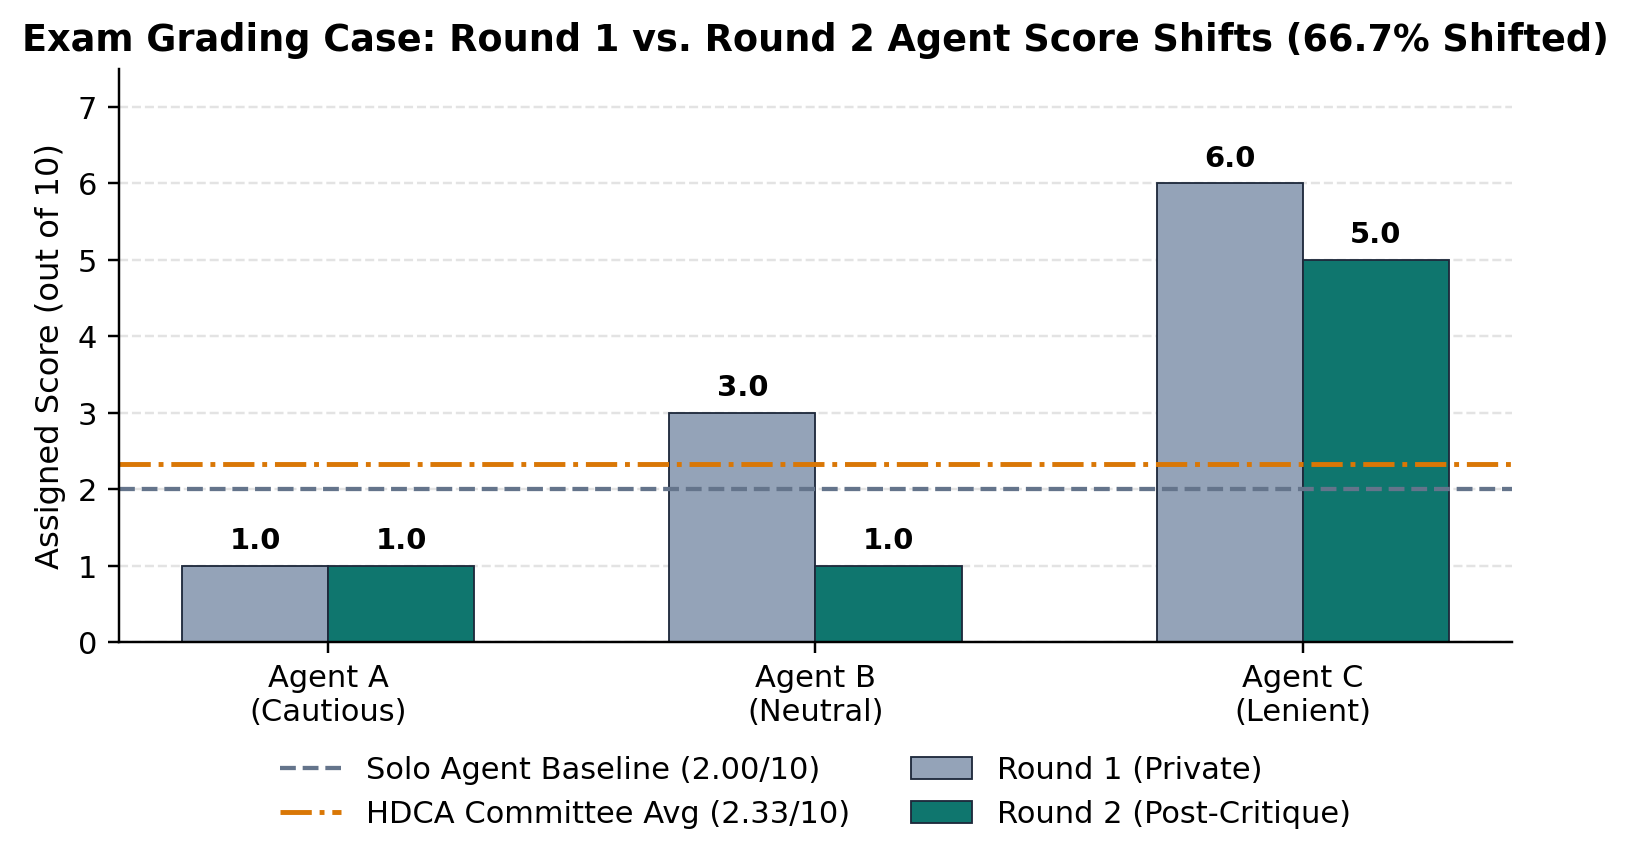 Exam Grading Case: Round 1 vs. Round 2 Agent Score Shifts (66.7% Shifted)
Assigned Score (out of 10)
7
6
5
4
3
2
1
0
1.0
1.0
3.0
1.0
6.0
5.0
Agent A
(Cautious)
Agent B
(Neutral)
Agent C
(Lenient)
Solo Agent Baseline (2.00/10)
HDCA Committee Avg (2.33/10)
Round 1 (Private)
Round 2 (Post-Critique)